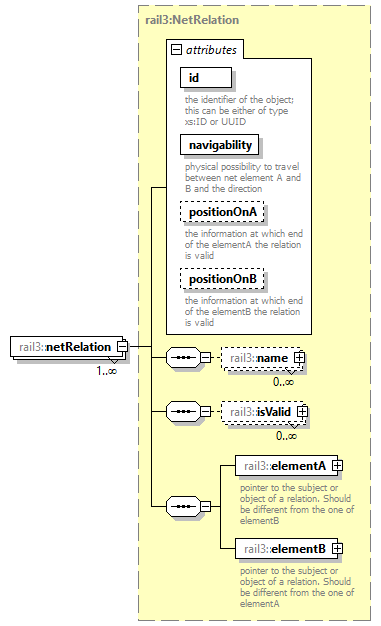 rail3:NetRelation
attributes
id
the identifier of the object;
this can be either of type
xs:ID or UUID
navigability
physical possibility to travel
between net element A and
B and the direction
positionOnA
the information at which end
of the elementA the relation
is valid
positionOnB
the information at which end
of the elementB the relation
is valid
rail3::netRelation
1..∞
rail3::name
0..∞
rail3::isValid
0..∞
rail3::elementA
pointer to the subject or
object of a relation. Should
be different from the one of
elementB
rail3::elementB
pointer to the subject or
object of a relation. Should
be different from the one of
elementA